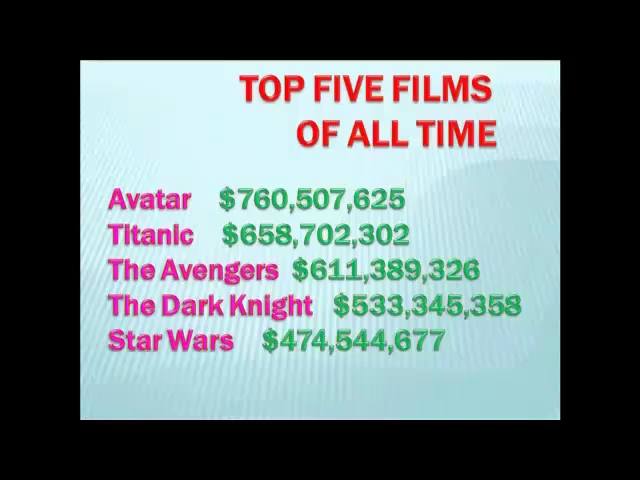 TOP FIVE FILMS
OF ALL TIME
Avatar $760,507,625
Titanic $658,702,302
The Avengers $611,389,326
The Dark Knight $533,345,358
Star Wars $474,544,677